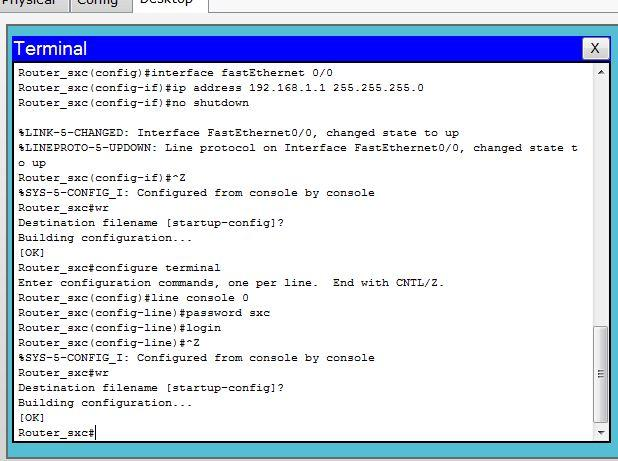 Physical Config Desktop
Terminal X
Router_sxc(config)#interface fastEthernet 0/0
Router_sxc(config-if)#ip address 192.168.1.1 255.255.255.0
Router_sxc(config-if)#no shutdown
%LINK-5-CHANGED: Interface FastEthernet0/0, changed state to up
%LINEPROTO-5-UPDOWN: Line protocol on Interface FastEthernet0/0, changed state t
o up
Router_sxc(config-if)#^Z
%SYS-5-CONFIG_I: Configured from console by console
Router_sxc#wr
Destination filename [startup-config]?
Building configuration...
[OK]
Router_sxc#configure terminal
Enter configuration commands, one per line.  End with CNTL/Z.
Router_sxc(config)#line console 0
Router_sxc(config-line)#password sxc
Router_sxc(config-line)#login
Router_sxc(config-line)#^Z
%SYS-5-CONFIG_I: Configured from console by console
Router_sxc#wr
Destination filename [startup-config]?
Building configuration...
[OK]
Router_sxc#